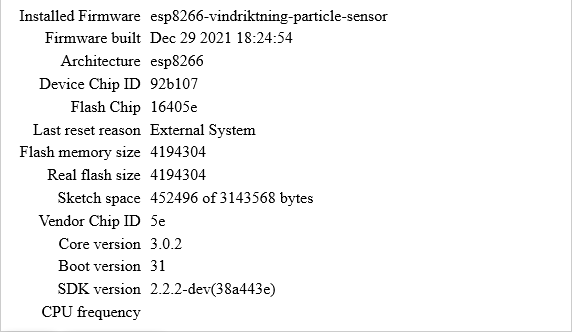 Installed Firmware esp8266-vindriktning-particle-sensor
Firmware built Dec 29 2021 18:24:54
Architecture esp8266
Device Chip ID 92b107
Flash Chip 16405e
Last reset reason External System
Flash memory size 4194304
Real flash size 4194304
Sketch space 452496 of 3143568 bytes
Vendor Chip ID 5e
Core version 3.0.2
Boot version 31
SDK version 2.2.2-dev(38a443e)
CPU frequency